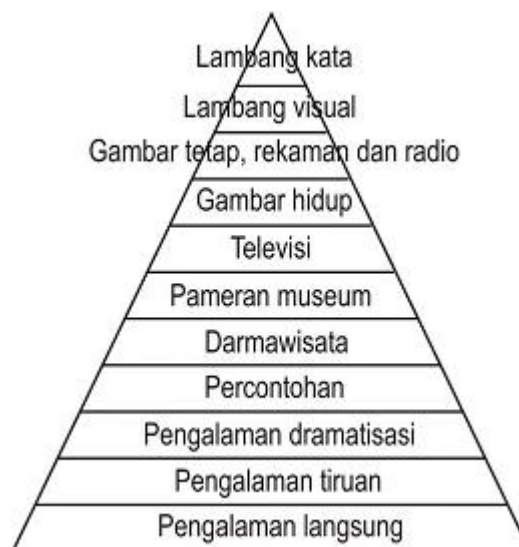 Lambang kata
Lambang visual
Gambar tetap, rekaman dan radio
Gambar hidup
Televisi
Pameran museum
Darmawisata
Percontohan
Pengalaman dramatisasi
Pengalaman tiruan
Pengalaman langsung